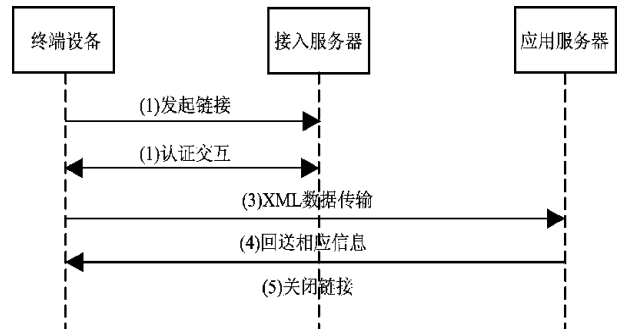 终端设备
接入服务器
应用服务器
(1)发起链接
(1)认证交互
(3)XML数据传输
(4)回送相应信息
(5)关闭链接